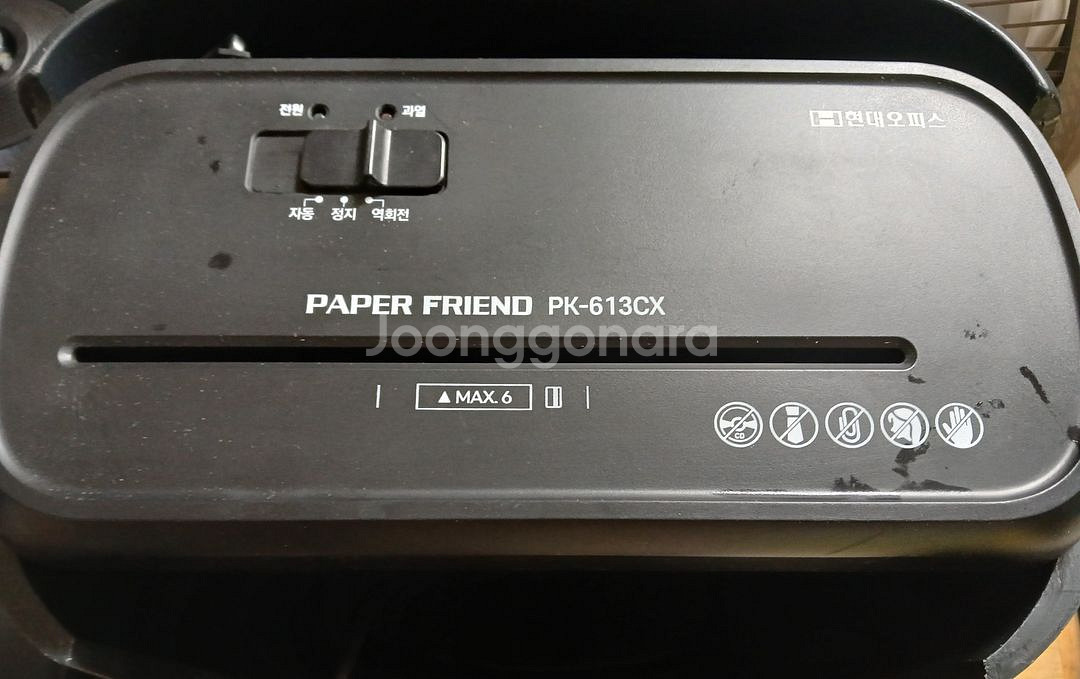 전원 과열
현대오피스
자동 정지 역회전
PAPER FRIEND PK-613CX
Joonggonara
▲MAX. 6
CD